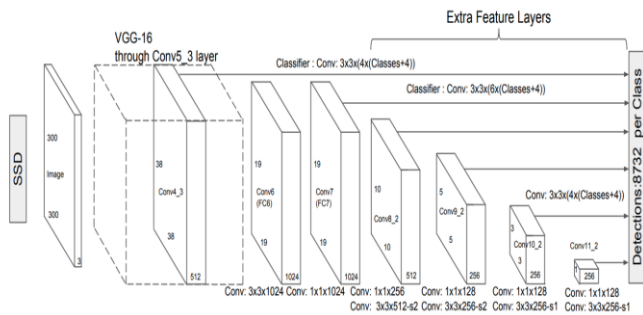 Extra Feature Layers
VGG-16
through Conv5_3 layer
Classifier : Conv: 3x3x(4x(Classes+4))
Classifier : Conv: 3x3x(6x(Classes+4))
SSD
300
Image
300
3
38
Conv4_3
38
512
19
Conv6
(FC6)
19
1024
19
Conv7
(FC7)
19
1024
10
Conv8_2
10
512
5
Conv9_2
5
256
Conv: 3x3x(4x(Classes+4))
3
Conv10_2
3
256
Conv11_2
1
256
Detections:8732 per Class
Conv: 3x3x1024
Conv: 1x1x1024
Conv: 1x1x256
Conv: 3x3x512-s2
Conv: 1x1x128
Conv: 3x3x256-s2
Conv: 1x1x128
Conv: 3x3x256-s1
Conv: 1x1x128
Conv: 3x3x256-s1